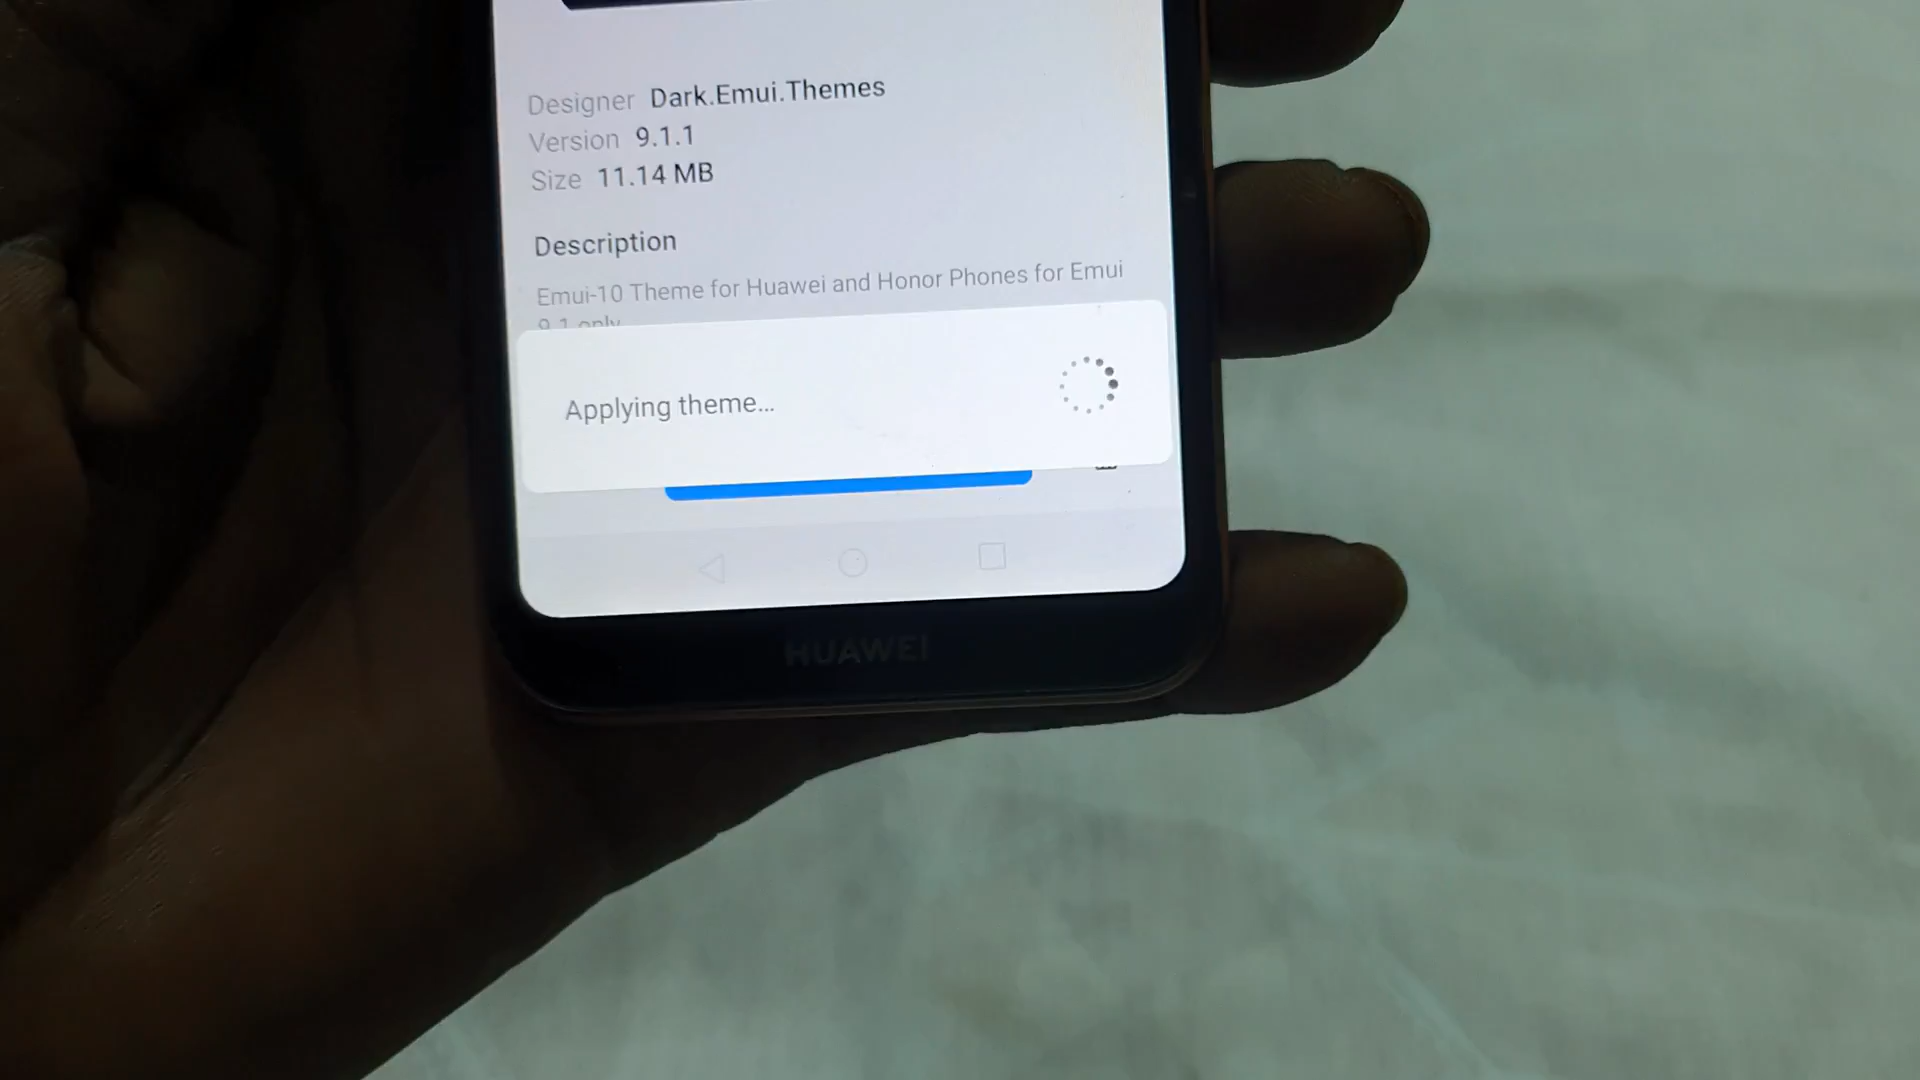 Designer Dark.Emui.Themes
Version 9.1.1
Size 11.14 MB
Description
Emui-10 Theme for Huawei and Honor Phones for Emui
9.1 only
Applying theme...
HUAWEI